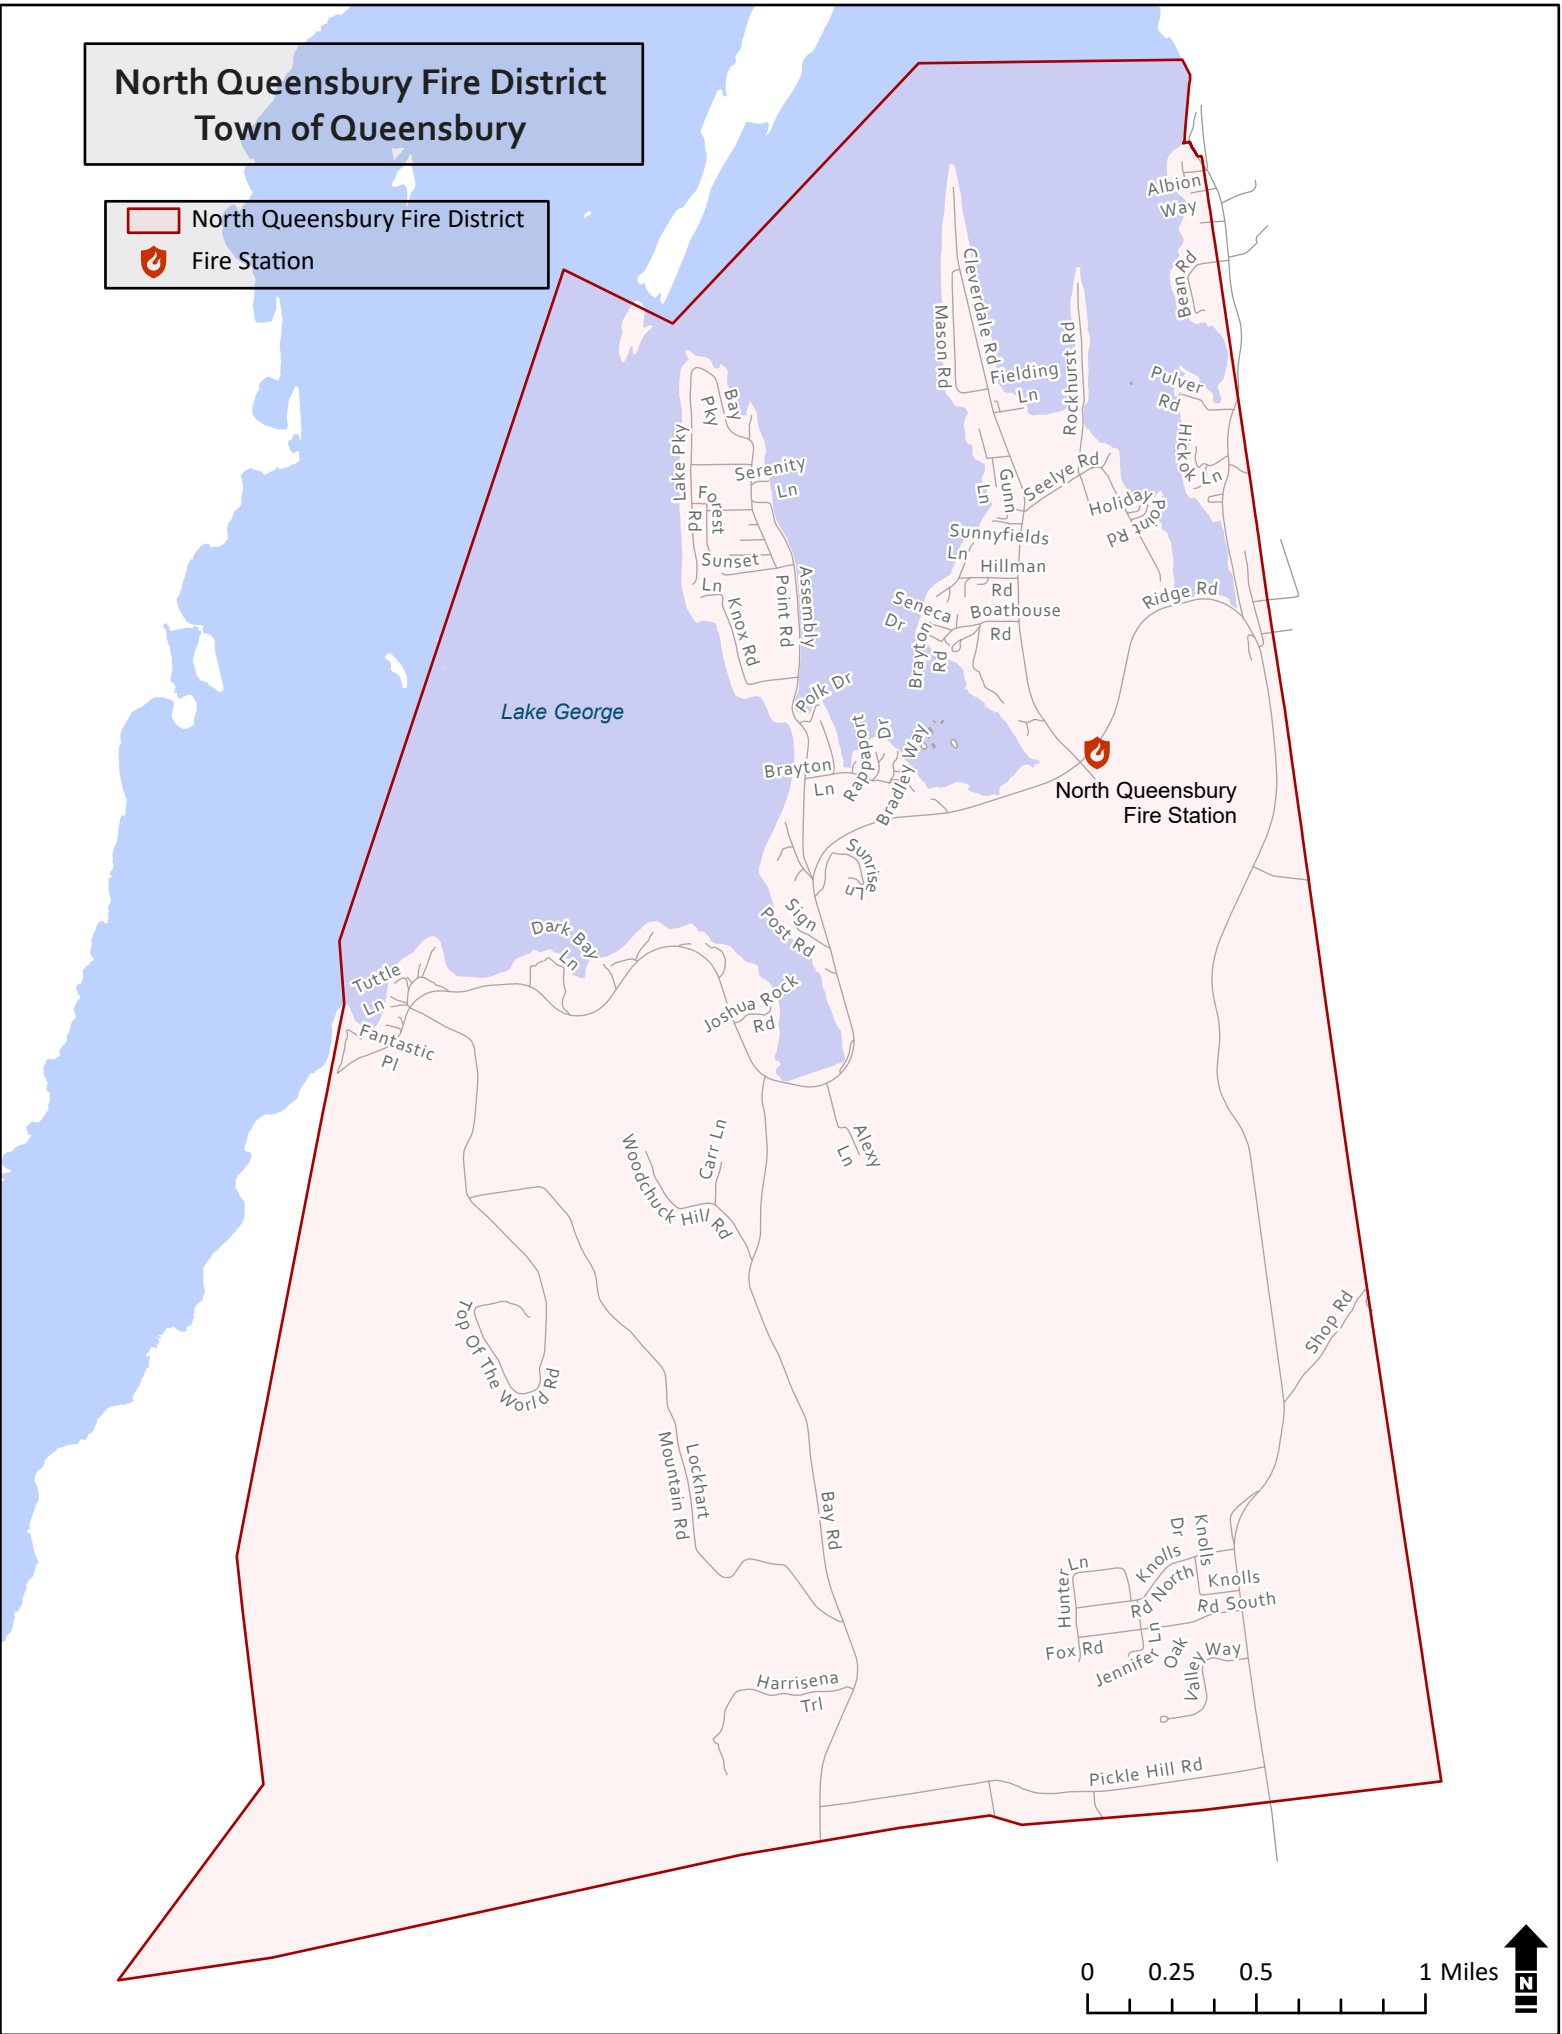 North Queensbury Fire District
Town of Queensbury
North Queensbury Fire District
Fire Station
Albion
Way
Bean Rd
Cleverdale Rd
Mason Rd
Fielding
Ln
Rockhurst Rd
Pulver
Rd
Hickok
Ln
Bay
Pky
Lake Pky
Serenity
Ln
Forest
Rd
Gunn
Ln
Seelye Rd
Holiday
Point Rd
Sunnyfields
Ln
Sunset
Ln
Hillman
Rd
Assembly
Point Rd
Knox Rd
Seneca
Dr
Boathouse
Rd
Ridge Rd
Brayton
Rd
Polk Dr
Lake George
Rappaport
Dr
Bradley Way
Brayton
Ln
North Queensbury
Fire Station
Sunrise
Ln
Sign
Post Rd
Dark Bay
Ln
Tuttle
Ln
Joshua Rock
Rd
Fantastic
Pl
Alexy
Ln
Carr Ln
Woodchuck Hill Rd
Top Of The World Rd
Shop Rd
Lockhart
Mountain Rd
Bay Rd
Knolls
Dr
Hunter Ln
Knolls
Rd North
Knolls
Rd South
Fox Rd
Jennifer Ln
Oak
Valley Way
Harrisena
Trl
Pickle Hill Rd
0 0.25 0.5 1 Miles
N